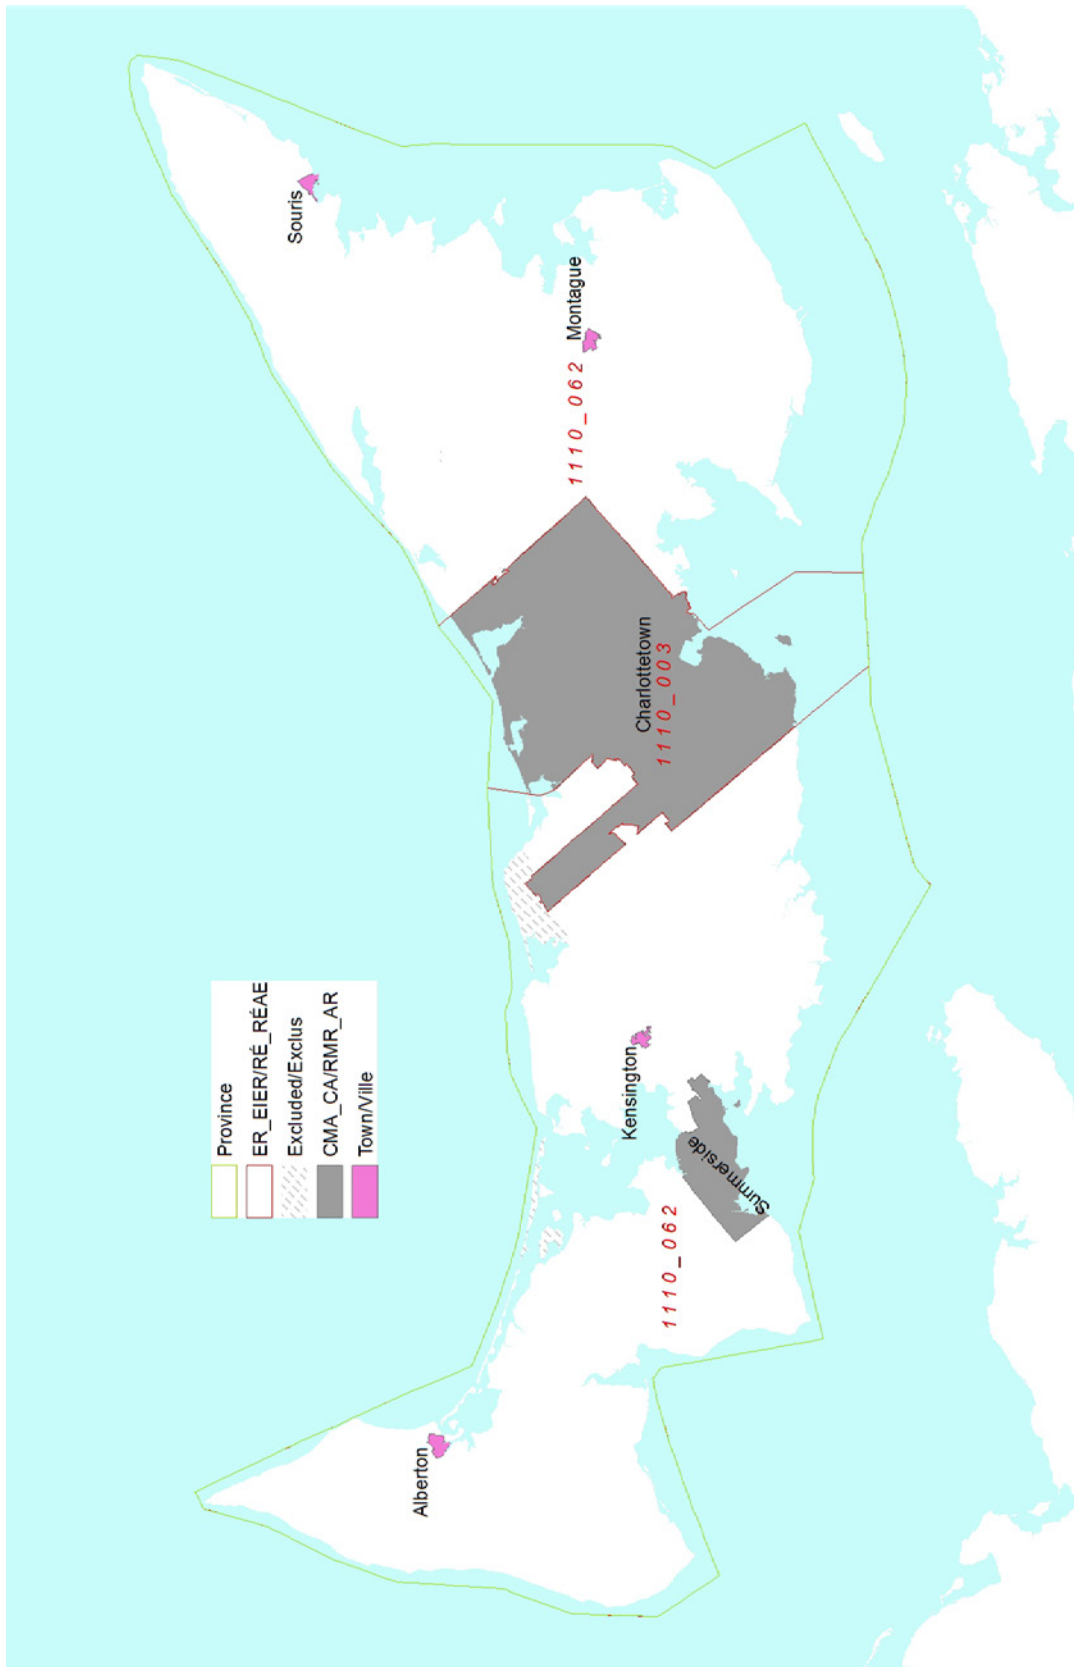 Province
ER_EIER/RÉ_RÉAE
Excluded/Exclus
CMA_CA/RMR_AR
Town/Ville
Alberton
Kensington
Summerside
1110_062
Charlottetown
1110_003
Souris
Montague
1110_062